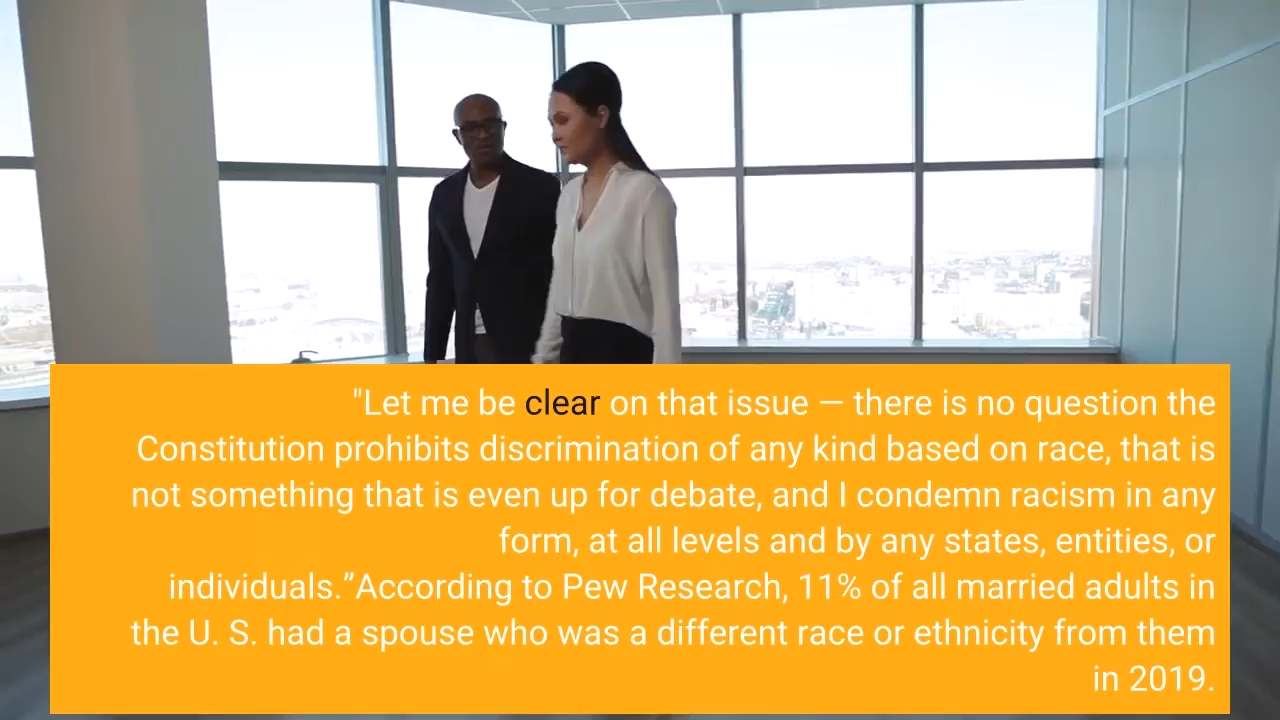 "Let me be clear on that issue — there is no question the
Constitution prohibits discrimination of any kind based on race, that is
not something that is even up for debate, and I condemn racism in any
form, at all levels and by any states, entities, or
individuals.”According to Pew Research, 11% of all married adults in
the U. S. had a spouse who was a different race or ethnicity from them
in 2019.